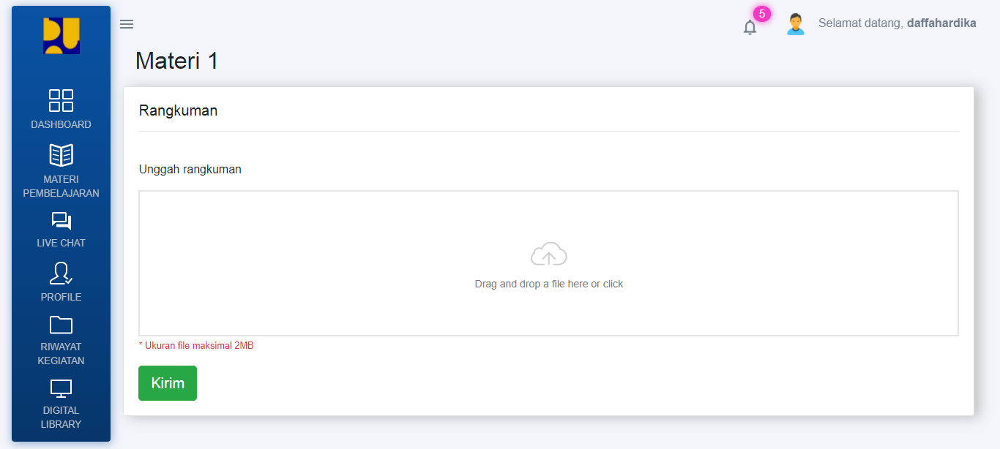 5
Selamat datang, daffahardika
Materi 1
DASHBOARD
MATERI
PEMBELAJARAN
LIVE CHAT
PROFILE
RIWAYAT
KEGIATAN
DIGITAL
LIBRARY
Rangkuman
Unggah rangkuman
Drag and drop a file here or click
* Ukuran file maksimal 2MB
Kirim